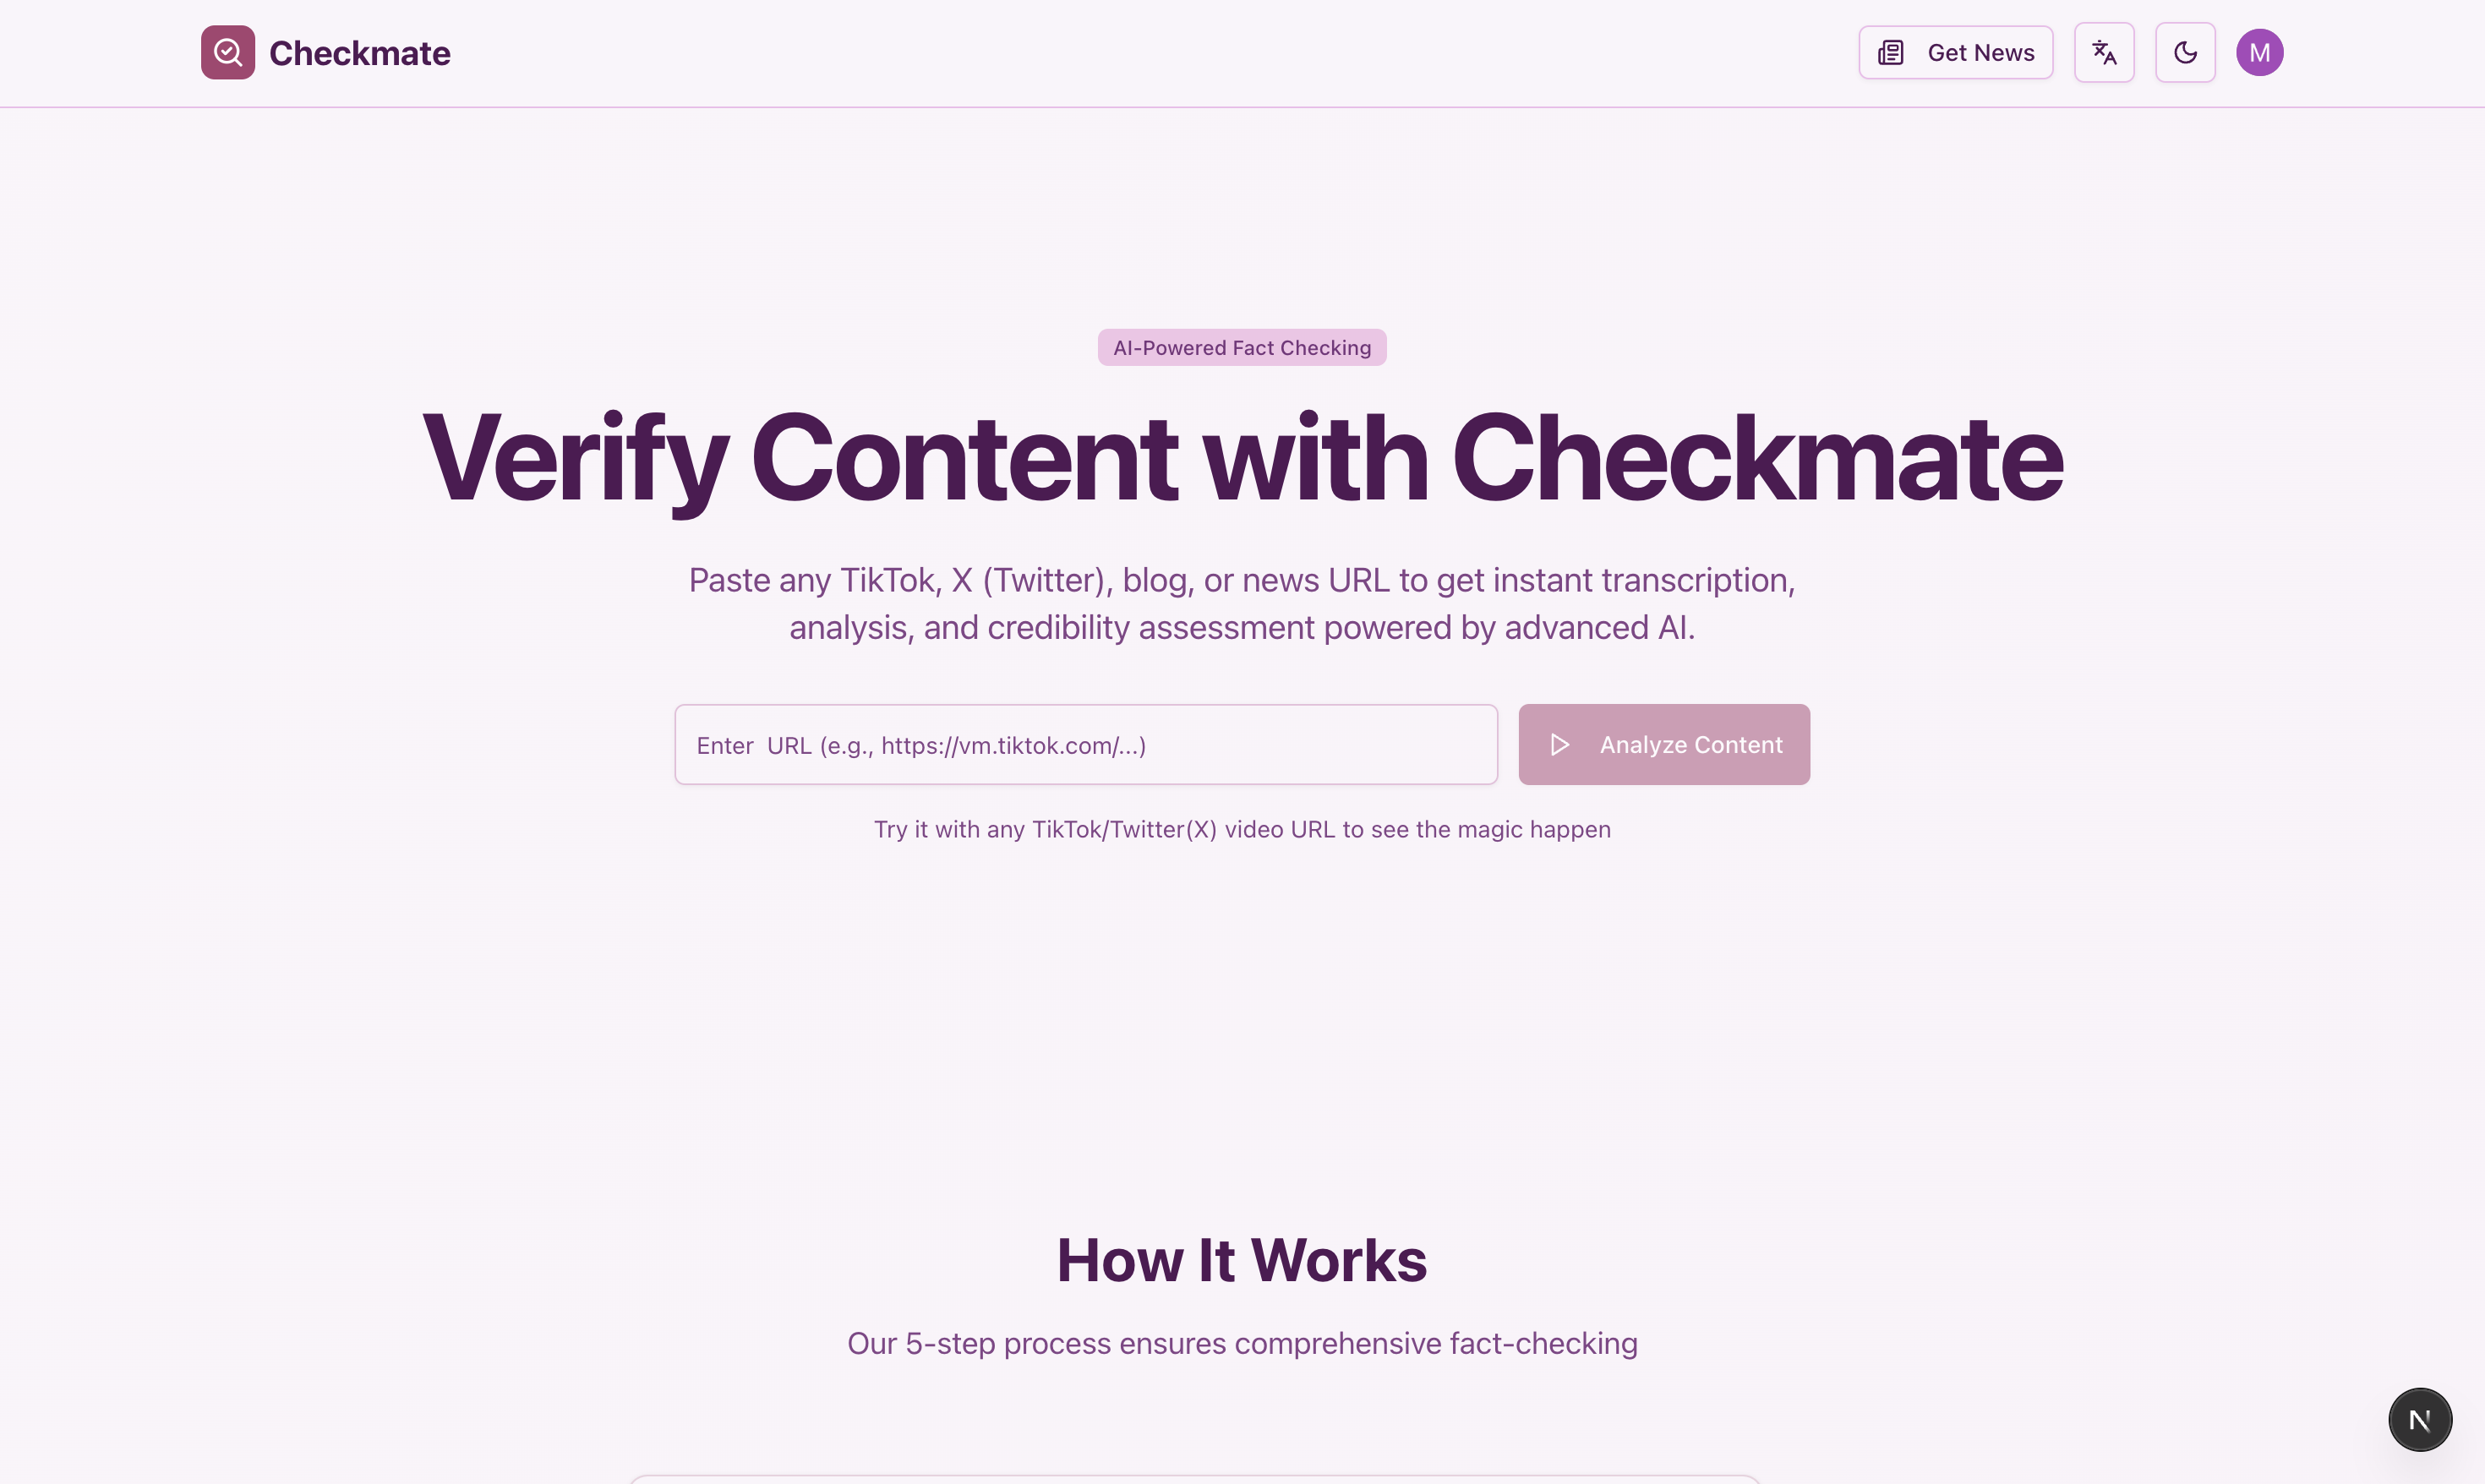 Checkmate
Get News
M
AI-Powered Fact Checking
Verify Content with Checkmate
Paste any TikTok, X (Twitter), blog, or news URL to get instant transcription,
analysis, and credibility assessment powered by advanced AI.
Enter  URL (e.g., https://vm.tiktok.com/...)
Analyze Content
Try it with any TikTok/Twitter(X) video URL to see the magic happen
How It Works
Our 5-step process ensures comprehensive fact-checking
N